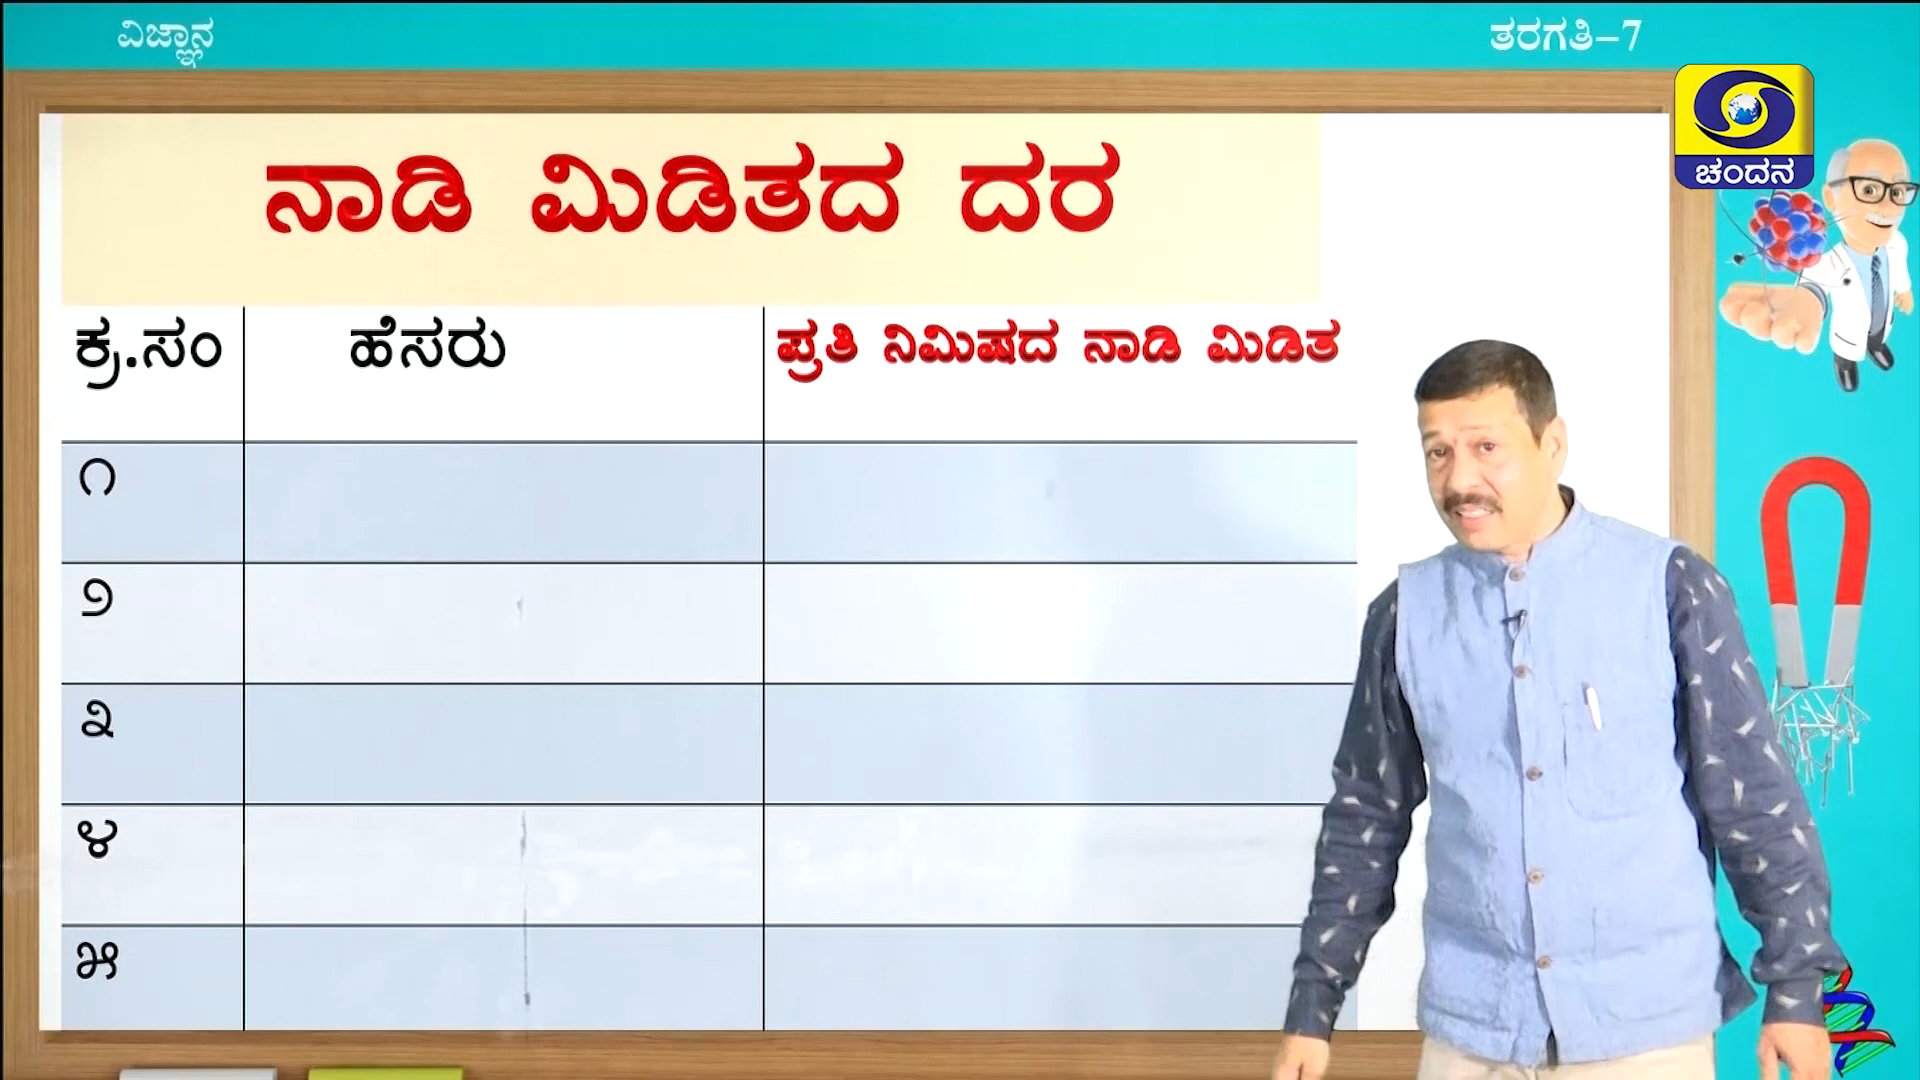 ವಿಜ್ಞಾನ
ತರಗತಿ–7
ಚಂದನ
ನಾಡಿ ಮಿಡಿತದ ದರ
ಕ್ರ.ಸಂ ಹೆಸರು ಪ್ರತಿ ನಿಮಿಷದ ನಾಡಿ ಮಿಡಿತ
೧
೨
೩
೪
೫